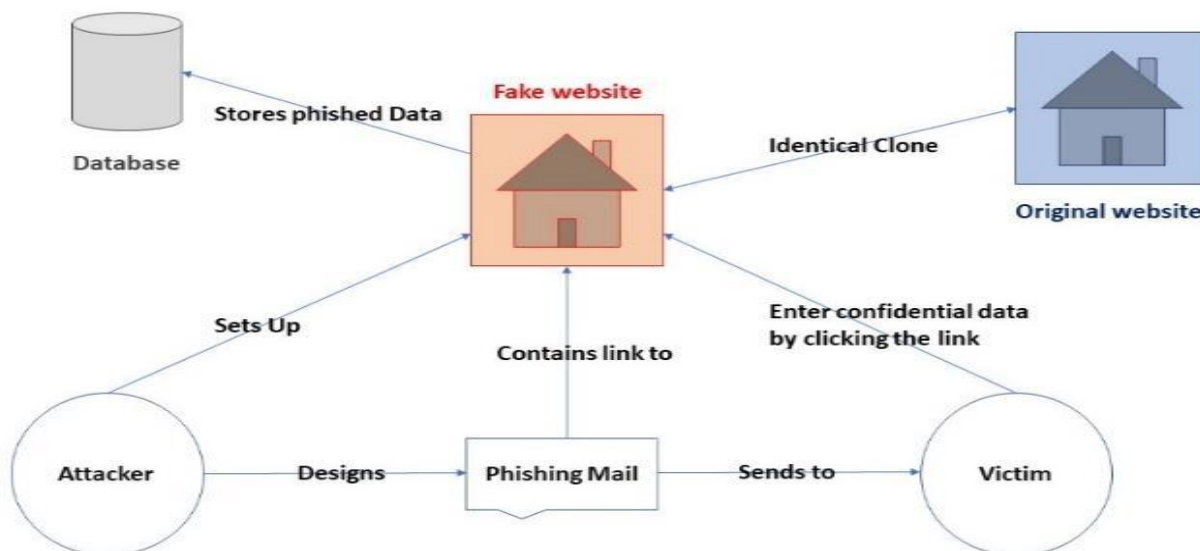 Fake website
Stores phished Data
Database
Identical Clone
Original website
Sets Up
Contains link to
Enter confidential data
by clicking the link
Attacker
Designs
Phishing Mail
Sends to
Victim